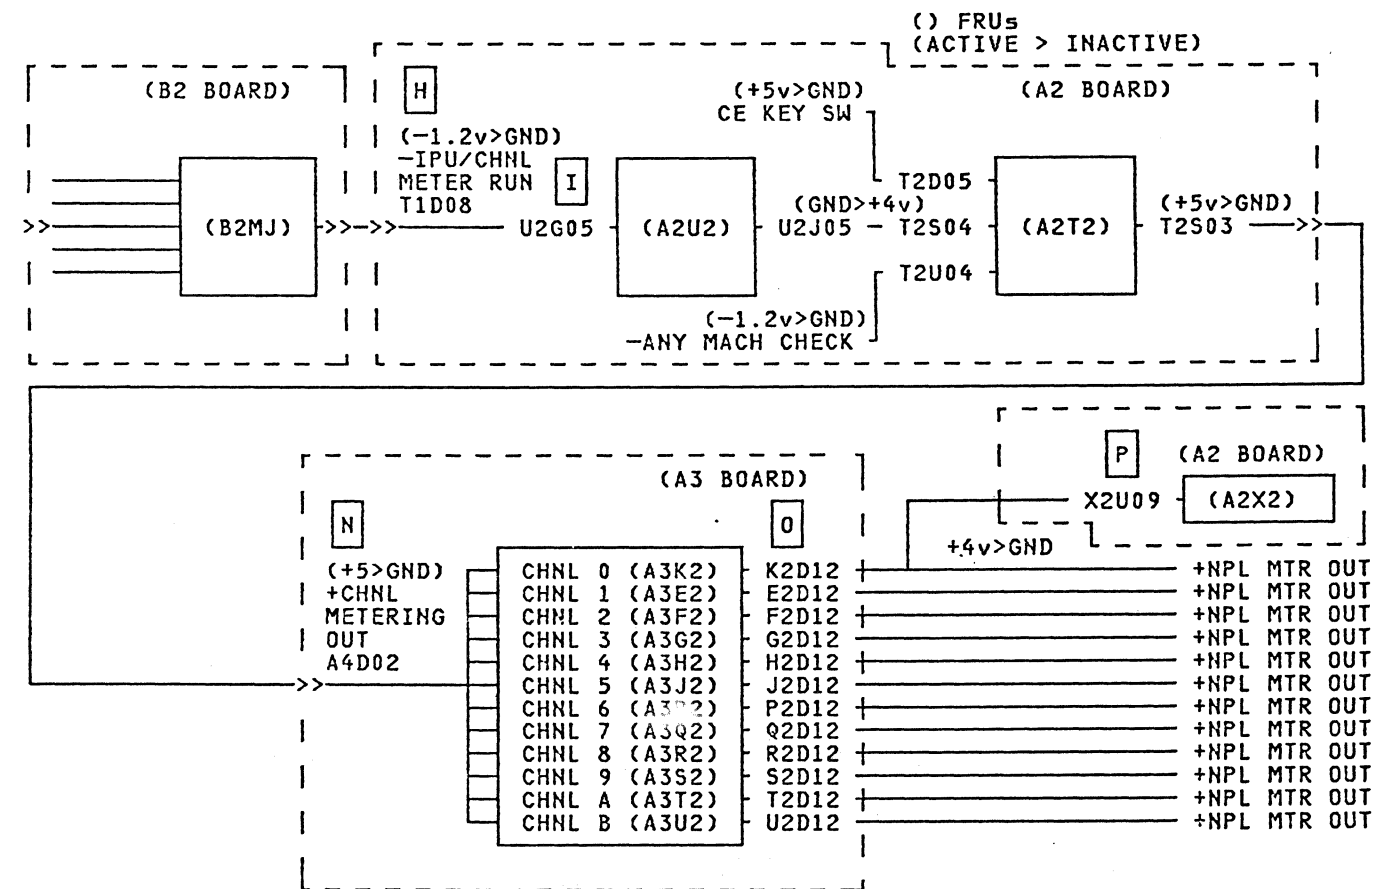 () FRUs
(ACTIVE > INACTIVE)
(B2 BOARD)
H
(+5v>GND)
CE KEY SW
(A2 BOARD)
(-1.2v>GND)
-IPU/CHNL
METER RUN
T1D08
I
(B2MJ)
>>
>>
>>
U2G05
(A2U2)
(GND>+4v)
U2J05
T2D05
T2S04
T2U04
(A2T2)
(+5v>GND)
T2S03
>>
(-1.2v>GND)
-ANY MACH CHECK
P
(A2 BOARD)
X2U09
(A2X2)
(A3 BOARD)
N
O
+4v>GND
(+5>GND)
+CHNL
METERING
OUT
A4D02
>>
CHNL 0 (A3K2) K2D12 +NPL MTR OUT
CHNL 1 (A3E2) E2D12 +NPL MTR OUT
CHNL 2 (A3F2) F2D12 +NPL MTR OUT
CHNL 3 (A3G2) G2D12 +NPL MTR OUT
CHNL 4 (A3H2) H2D12 +NPL MTR OUT
CHNL 5 (A3J2) J2D12 +NPL MTR OUT
CHNL 6 P2D12 +NPL MTR OUT
CHNL 7 (A3Q2) Q2D12 +NPL MTR OUT
CHNL 8 (A3R2) R2D12 +NPL MTR OUT
CHNL 9 (A3S2) S2D12 +NPL MTR OUT
CHNL A (A3T2) T2D12 +NPL MTR OUT
CHNL B (A3U2) U2D12 +NPL MTR OUT